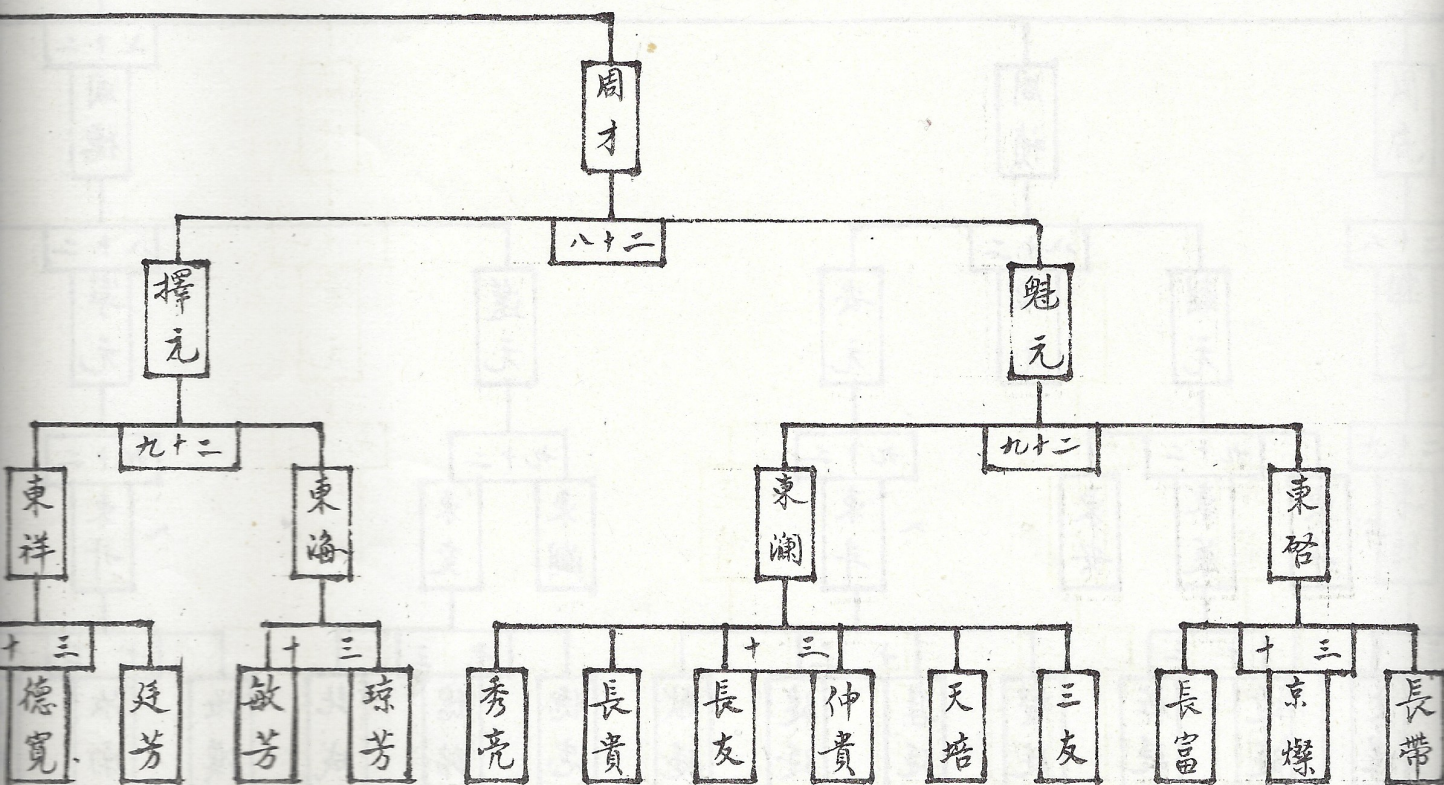 周才
二十八
魁元
擇元
二十九
二十九
東啓
東瀾
東海
東祥
三十
三十
三十
三十
長帶
京燦
長富
三友
天培
仲貴
長友
長貴
秀亮
琼芳
敏芳
廷芳
德寬